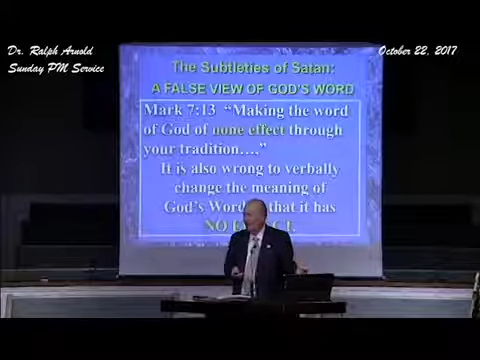 Dr. Ralph Arnold
Sunday PM Service
October 22, 2017
The Subtleties of Satan:
A FALSE VIEW OF GOD'S WORD
Mark 7:13 “Making the word
of God of none effect through
your tradition....”
It is also wrong to verbally
change the meaning of
God's Word that it has
NO